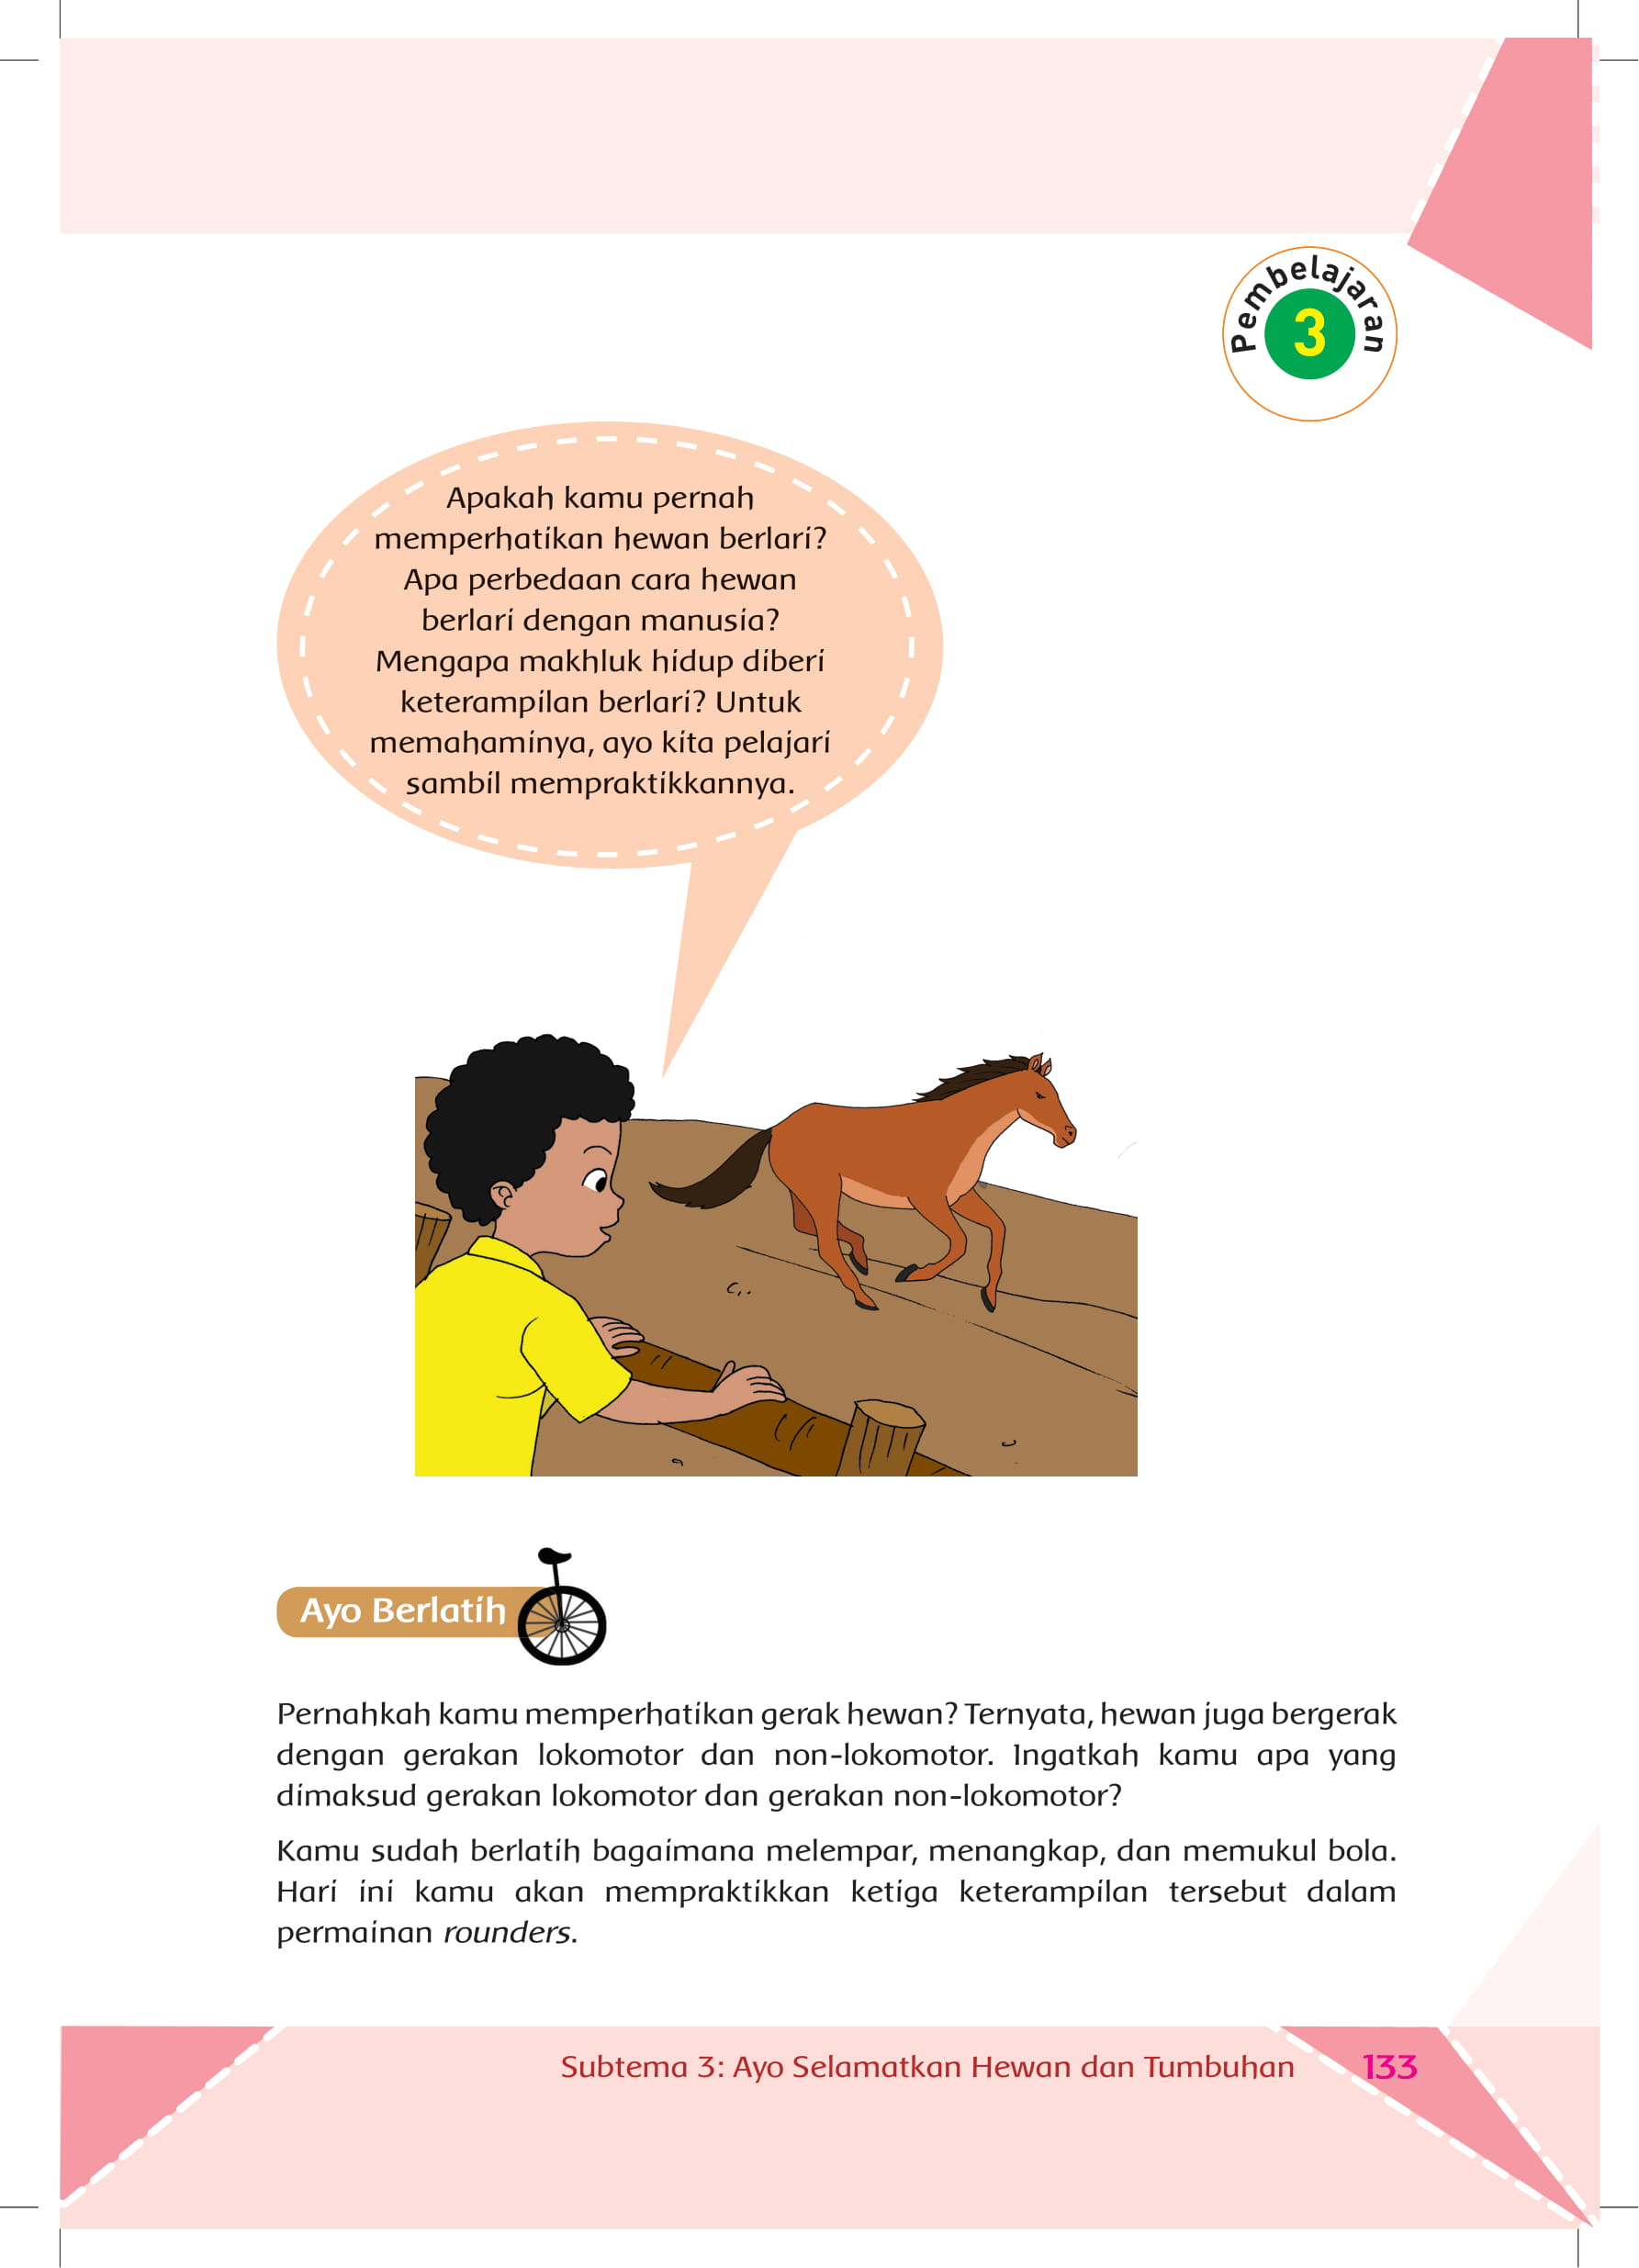 Pembelajaran
3
Apakah kamu pernah
memperhatikan hewan berlari?
Apa perbedaan cara hewan
berlari dengan manusia?
Mengapa makhluk hidup diberi
keterampilan berlari? Untuk
memahaminya, ayo kita pelajari
sambil mempraktikkannya.
Ayo Berlatih
Pernahkah kamu memperhatikan gerak hewan? Ternyata, hewan juga bergerak
dengan gerakan lokomotor dan non-lokomotor. Ingatkah kamu apa yang
dimaksud gerakan lokomotor dan gerakan non-lokomotor?
Kamu sudah berlatih bagaimana melempar, menangkap, dan memukul bola.
Hari ini kamu akan mempraktikkan ketiga keterampilan tersebut dalam
permainan rounders.
Subtema 3: Ayo Selamatkan Hewan dan Tumbuhan 133